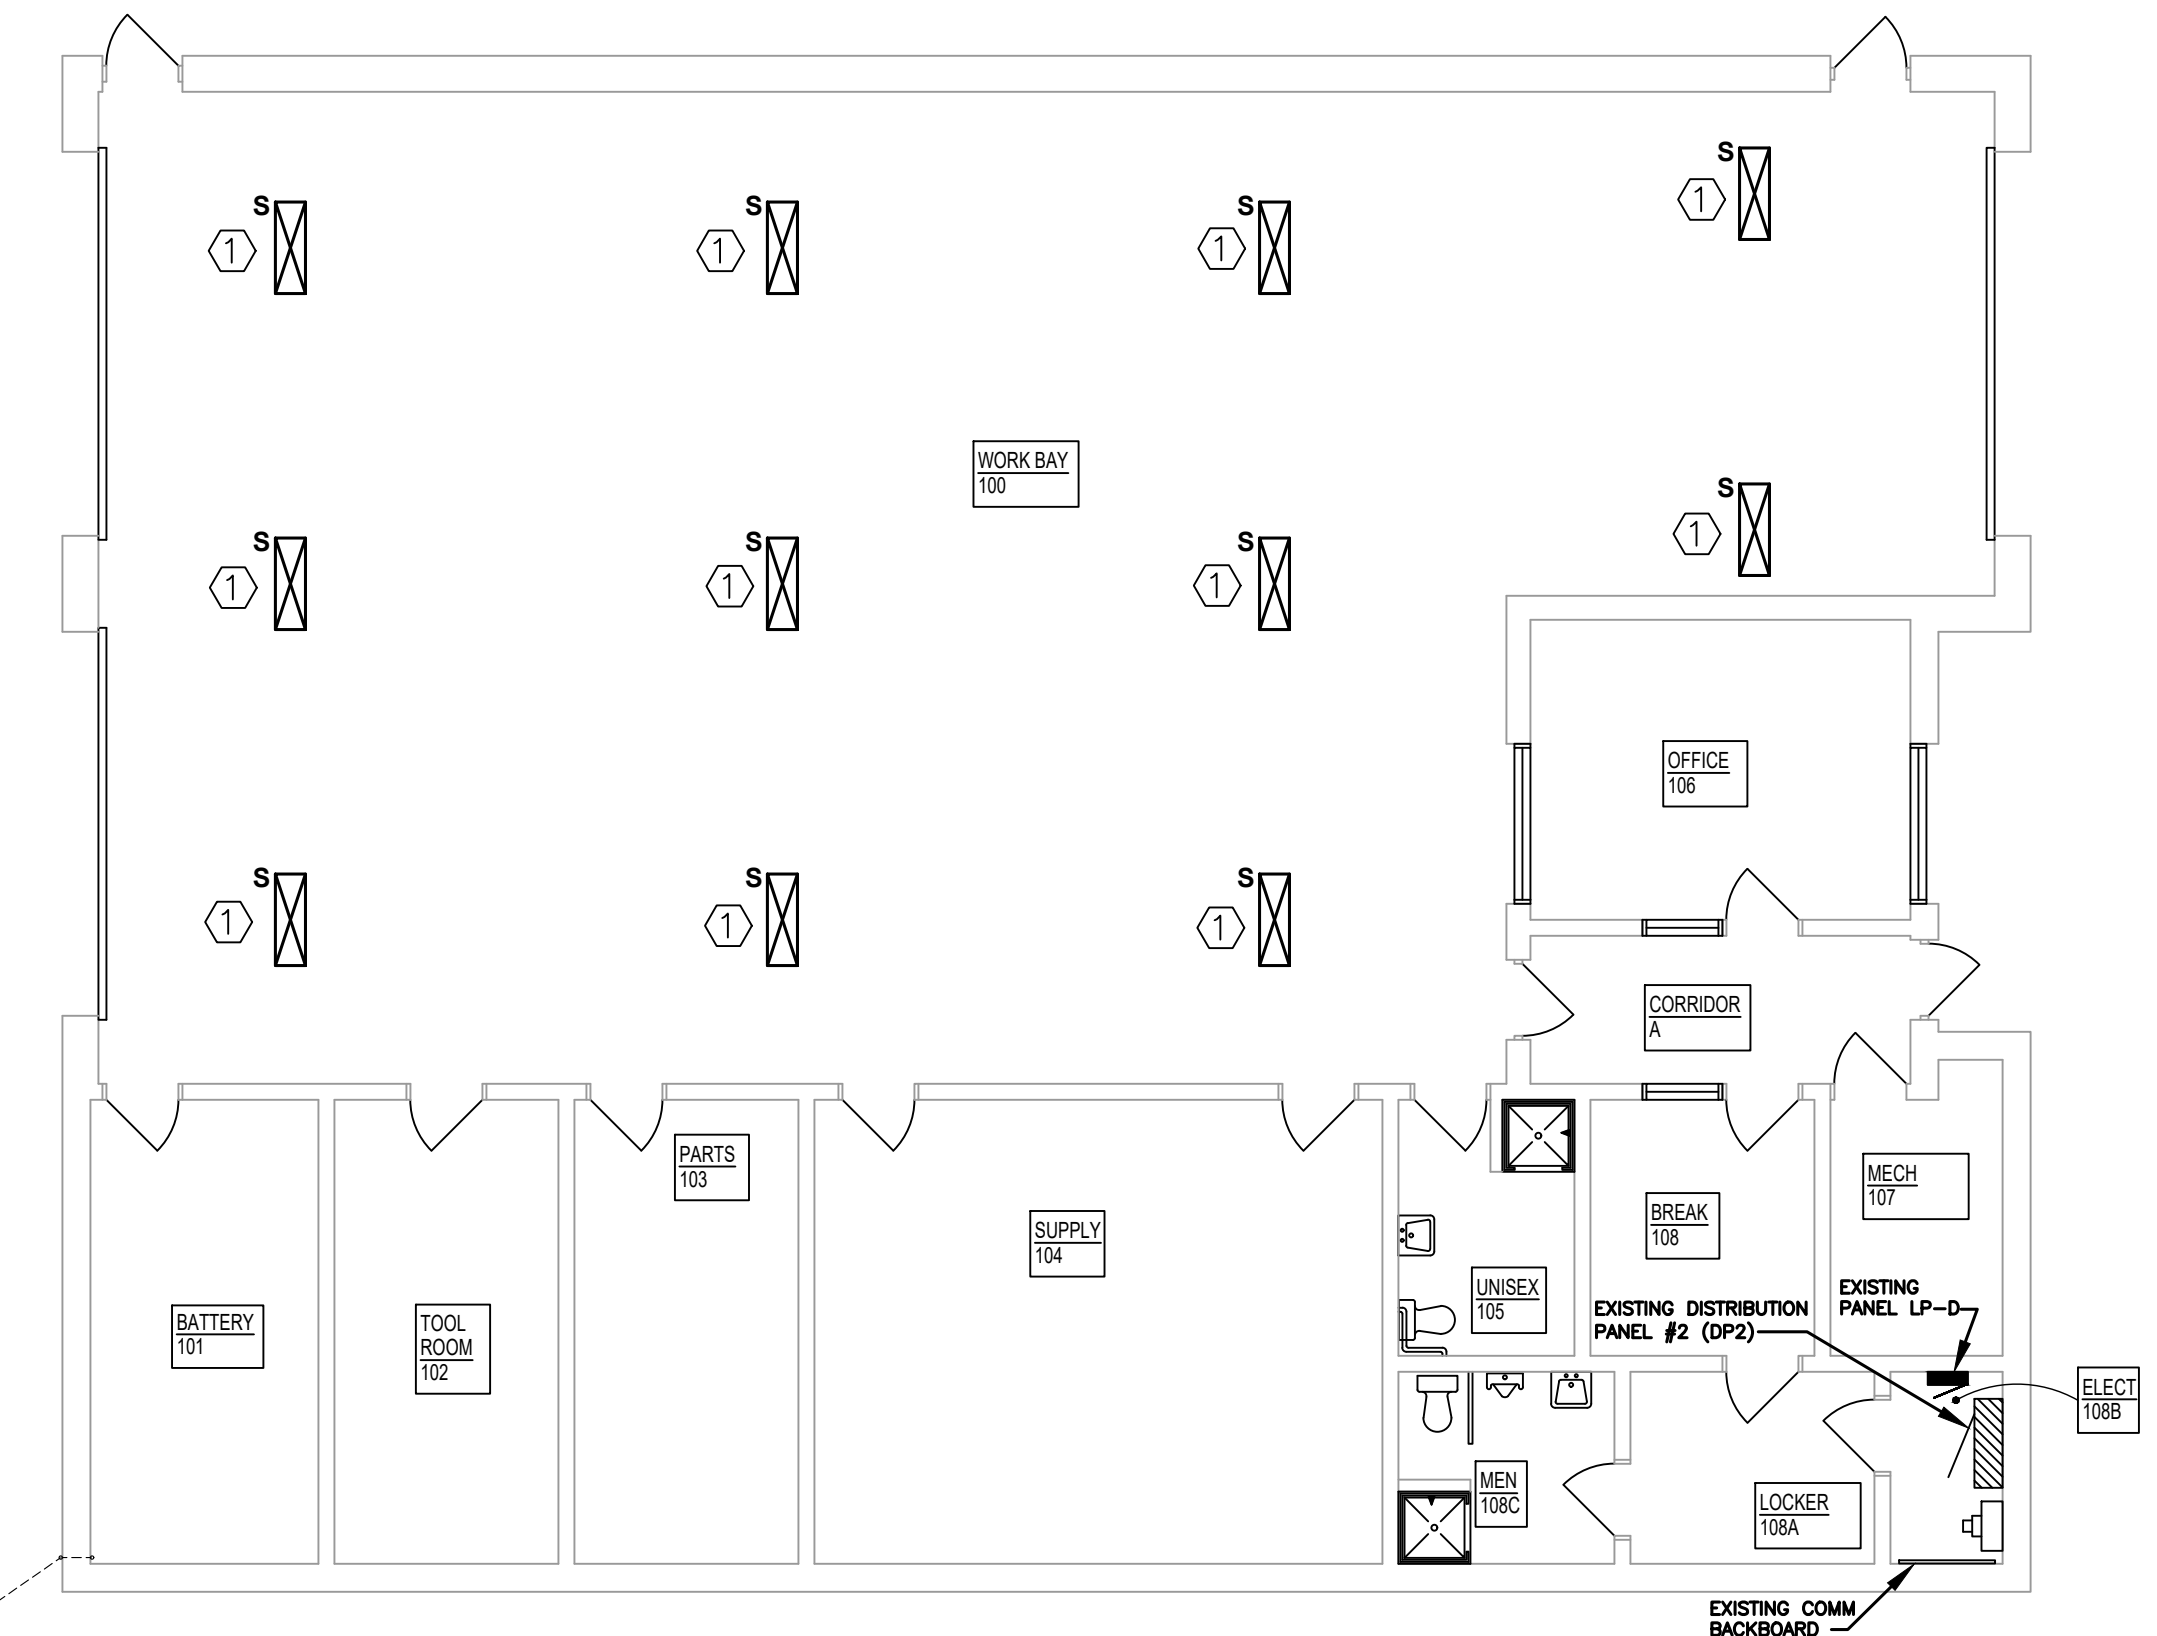 S
1
S
1
S
1
S
1
WORK BAY
100
S
1
S
1
S
1
S
1
OFFICE
106
S
1
S
1
S
1
CORRIDOR
A
PARTS
103
MECH
107
BREAK
108
SUPPLY
104
UNISEX
105
EXISTING
PANEL LP-D
EXISTING DISTRIBUTION
PANEL #2 (DP2)
BATTERY
101
TOOL
ROOM
102
ELECT
108B
MEN
108C
LOCKER
108A
EXISTING COMM
BACKBOARD